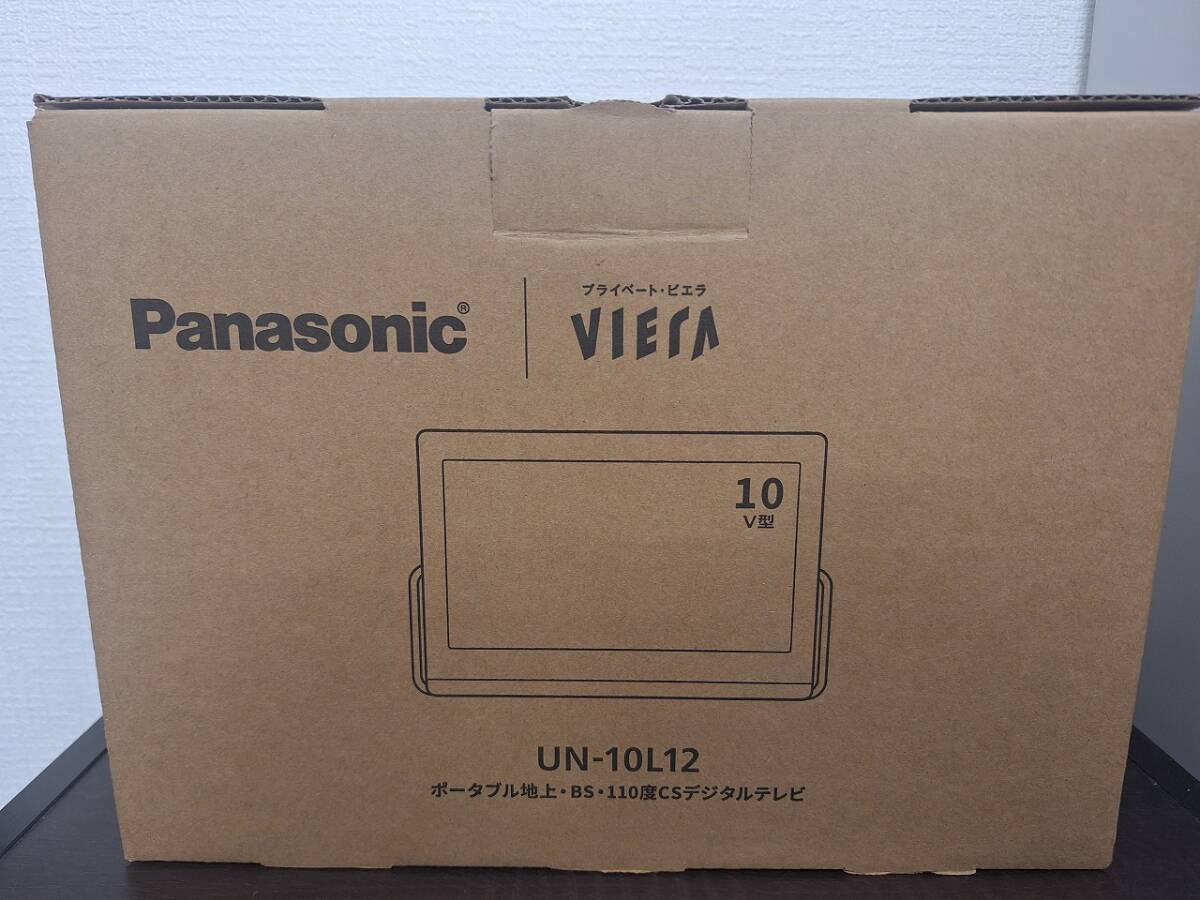 Panasonic®
プライベート・ビエラ
VIERA
10
V型
UN-10L12
ポータブル地上・BS・110度CSデジタルテレビ